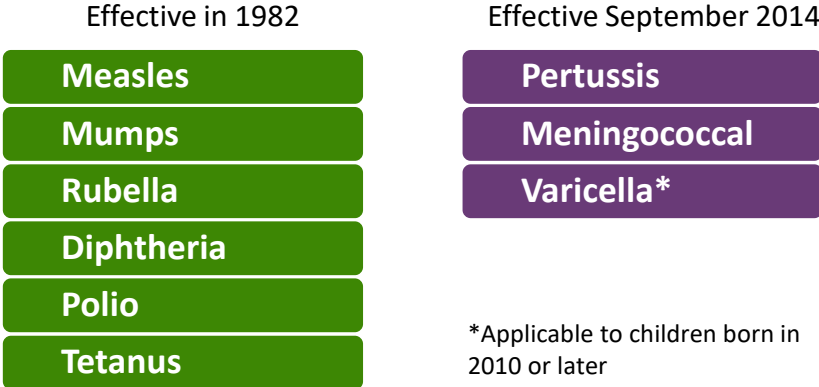 Effective in 1982
Measles
Mumps
Rubella
Diphtheria
Polio
Tetanus
Effective September 2014
Pertussis
Meningococcal
Varicella*
*Applicable to children born in
2010 or later